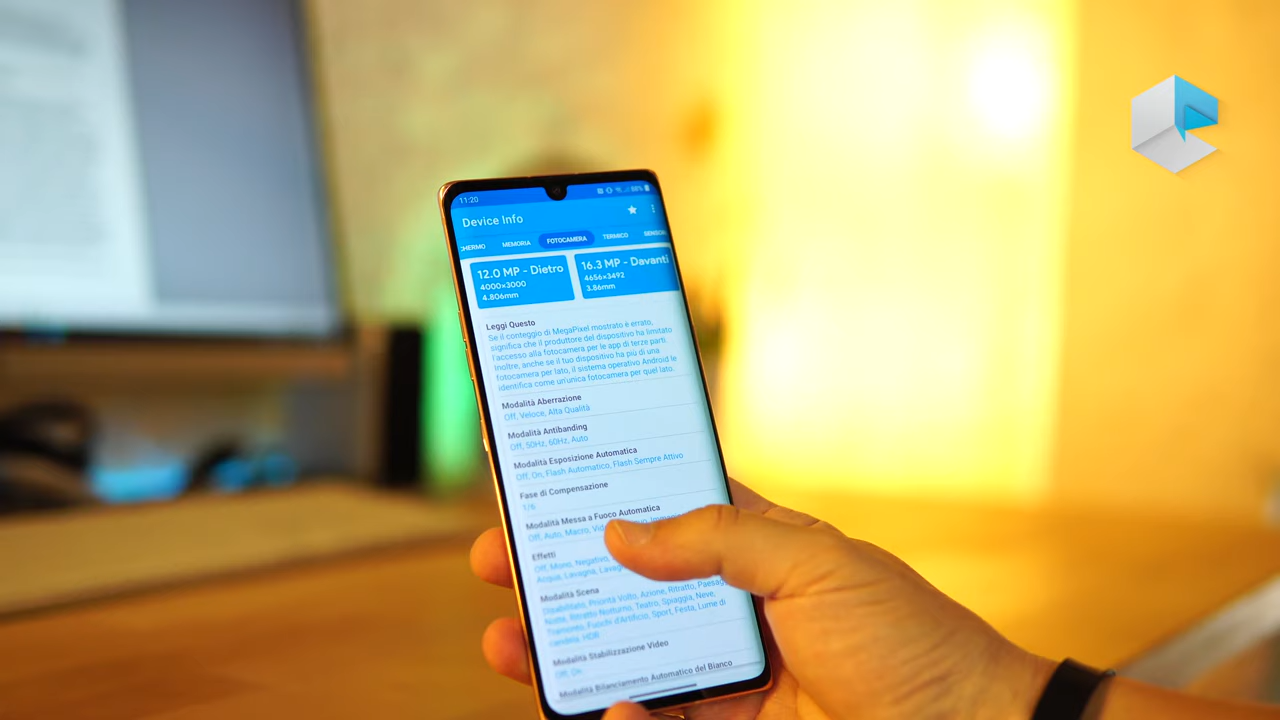 11:20
88%
Device Info
MEMORIA
FOTOCAMERA
TERMICO
12.0 MP - Dietro
4000×3000
4.806mm
16.3 MP - Davanti
4656×3492
3.86mm
Leggi Questo
Se il conteggio di MegaPixel mostrato è errato,
significa che il produttore del dispositivo ha limitato
l'accesso alla fotocamera per le app di terze parti.
Inoltre, anche se il tuo dispositivo ha più di una
fotocamera per lato, il sistema operativo Android le
identifica come un'unica fotocamera per quel lato.
Modalità Aberrazione
Off, Veloce, Alta Qualità
Modalità Antibanding
Off, 50Hz, 60Hz, Auto
Modalità Esposizione Automatica
Off, On, Flash Automatico, Flash Sempre Attivo
Fase di Compensazione
1/6
Modalità Messa a Fuoco Automatica
Off, Auto, Macro,
Effetti
Off, Mono, Negativo,
Acqua, Lavagna,
Modalità Scena
Disabilitato, Priorità Volto, Azione, Ritratto,
Notte, Ritratto Notturno, Teatro, Spiaggia, Neve,
Tramonto, Fuochi d'Artificio, Sport, Festa, Lume di
candela, HDR
Modalità Stabilizzazione Video
Off, On
Modalità Bilanciamento Automatico del Bianco